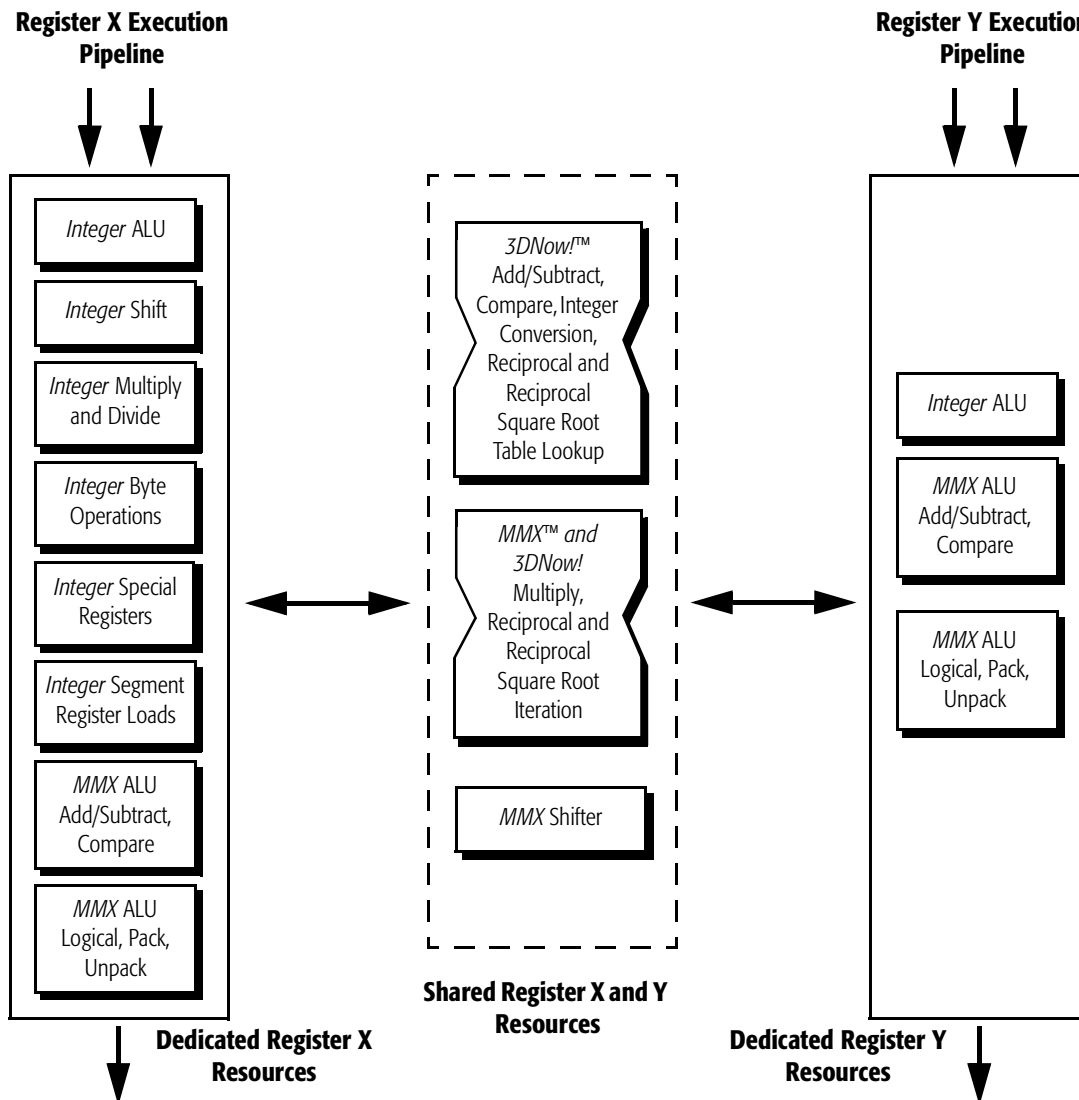 Register X Execution
Pipeline
Register Y Execution
Pipeline
Integer ALU
Integer Shift
Integer Multiply
and Divide
Integer Byte
Operations
Integer Special
Registers
Integer Segment
Register Loads
MMX ALU
Add/Subtract,
Compare
MMX ALU
Logical, Pack,
Unpack
3DNow!™
Add/Subtract,
Compare, Integer
Conversion,
Reciprocal and
Reciprocal
Square Root
Table Lookup
MMX™ and
3DNow!
Multiply,
Reciprocal and
Reciprocal
Square Root
Iteration
MMX Shifter
Integer ALU
MMX ALU
Add/Subtract,
Compare
MMX ALU
Logical, Pack,
Unpack
Dedicated Register X
Resources
Shared Register X and Y
Resources
Dedicated Register Y
Resources